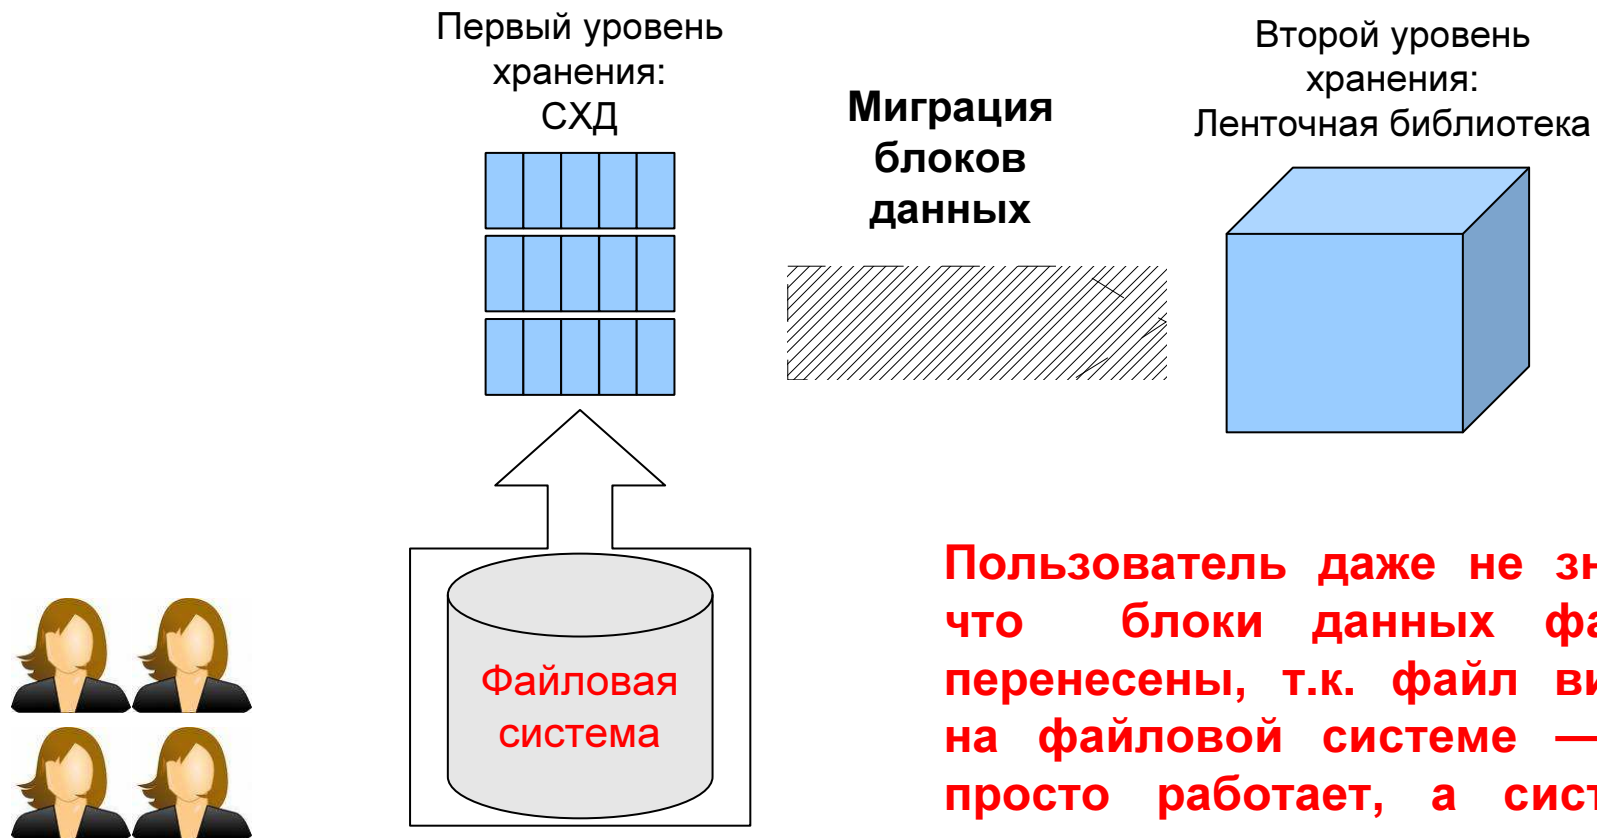 Первый уровень
хранения:
СХД
Миграция
блоков
данных
Второй уровень
хранения:
Ленточная библиотека
Файловая
система
Пользователь даже не
что блоки данных
перенесены, т.к. файл
на файловой системе —
просто работает, а